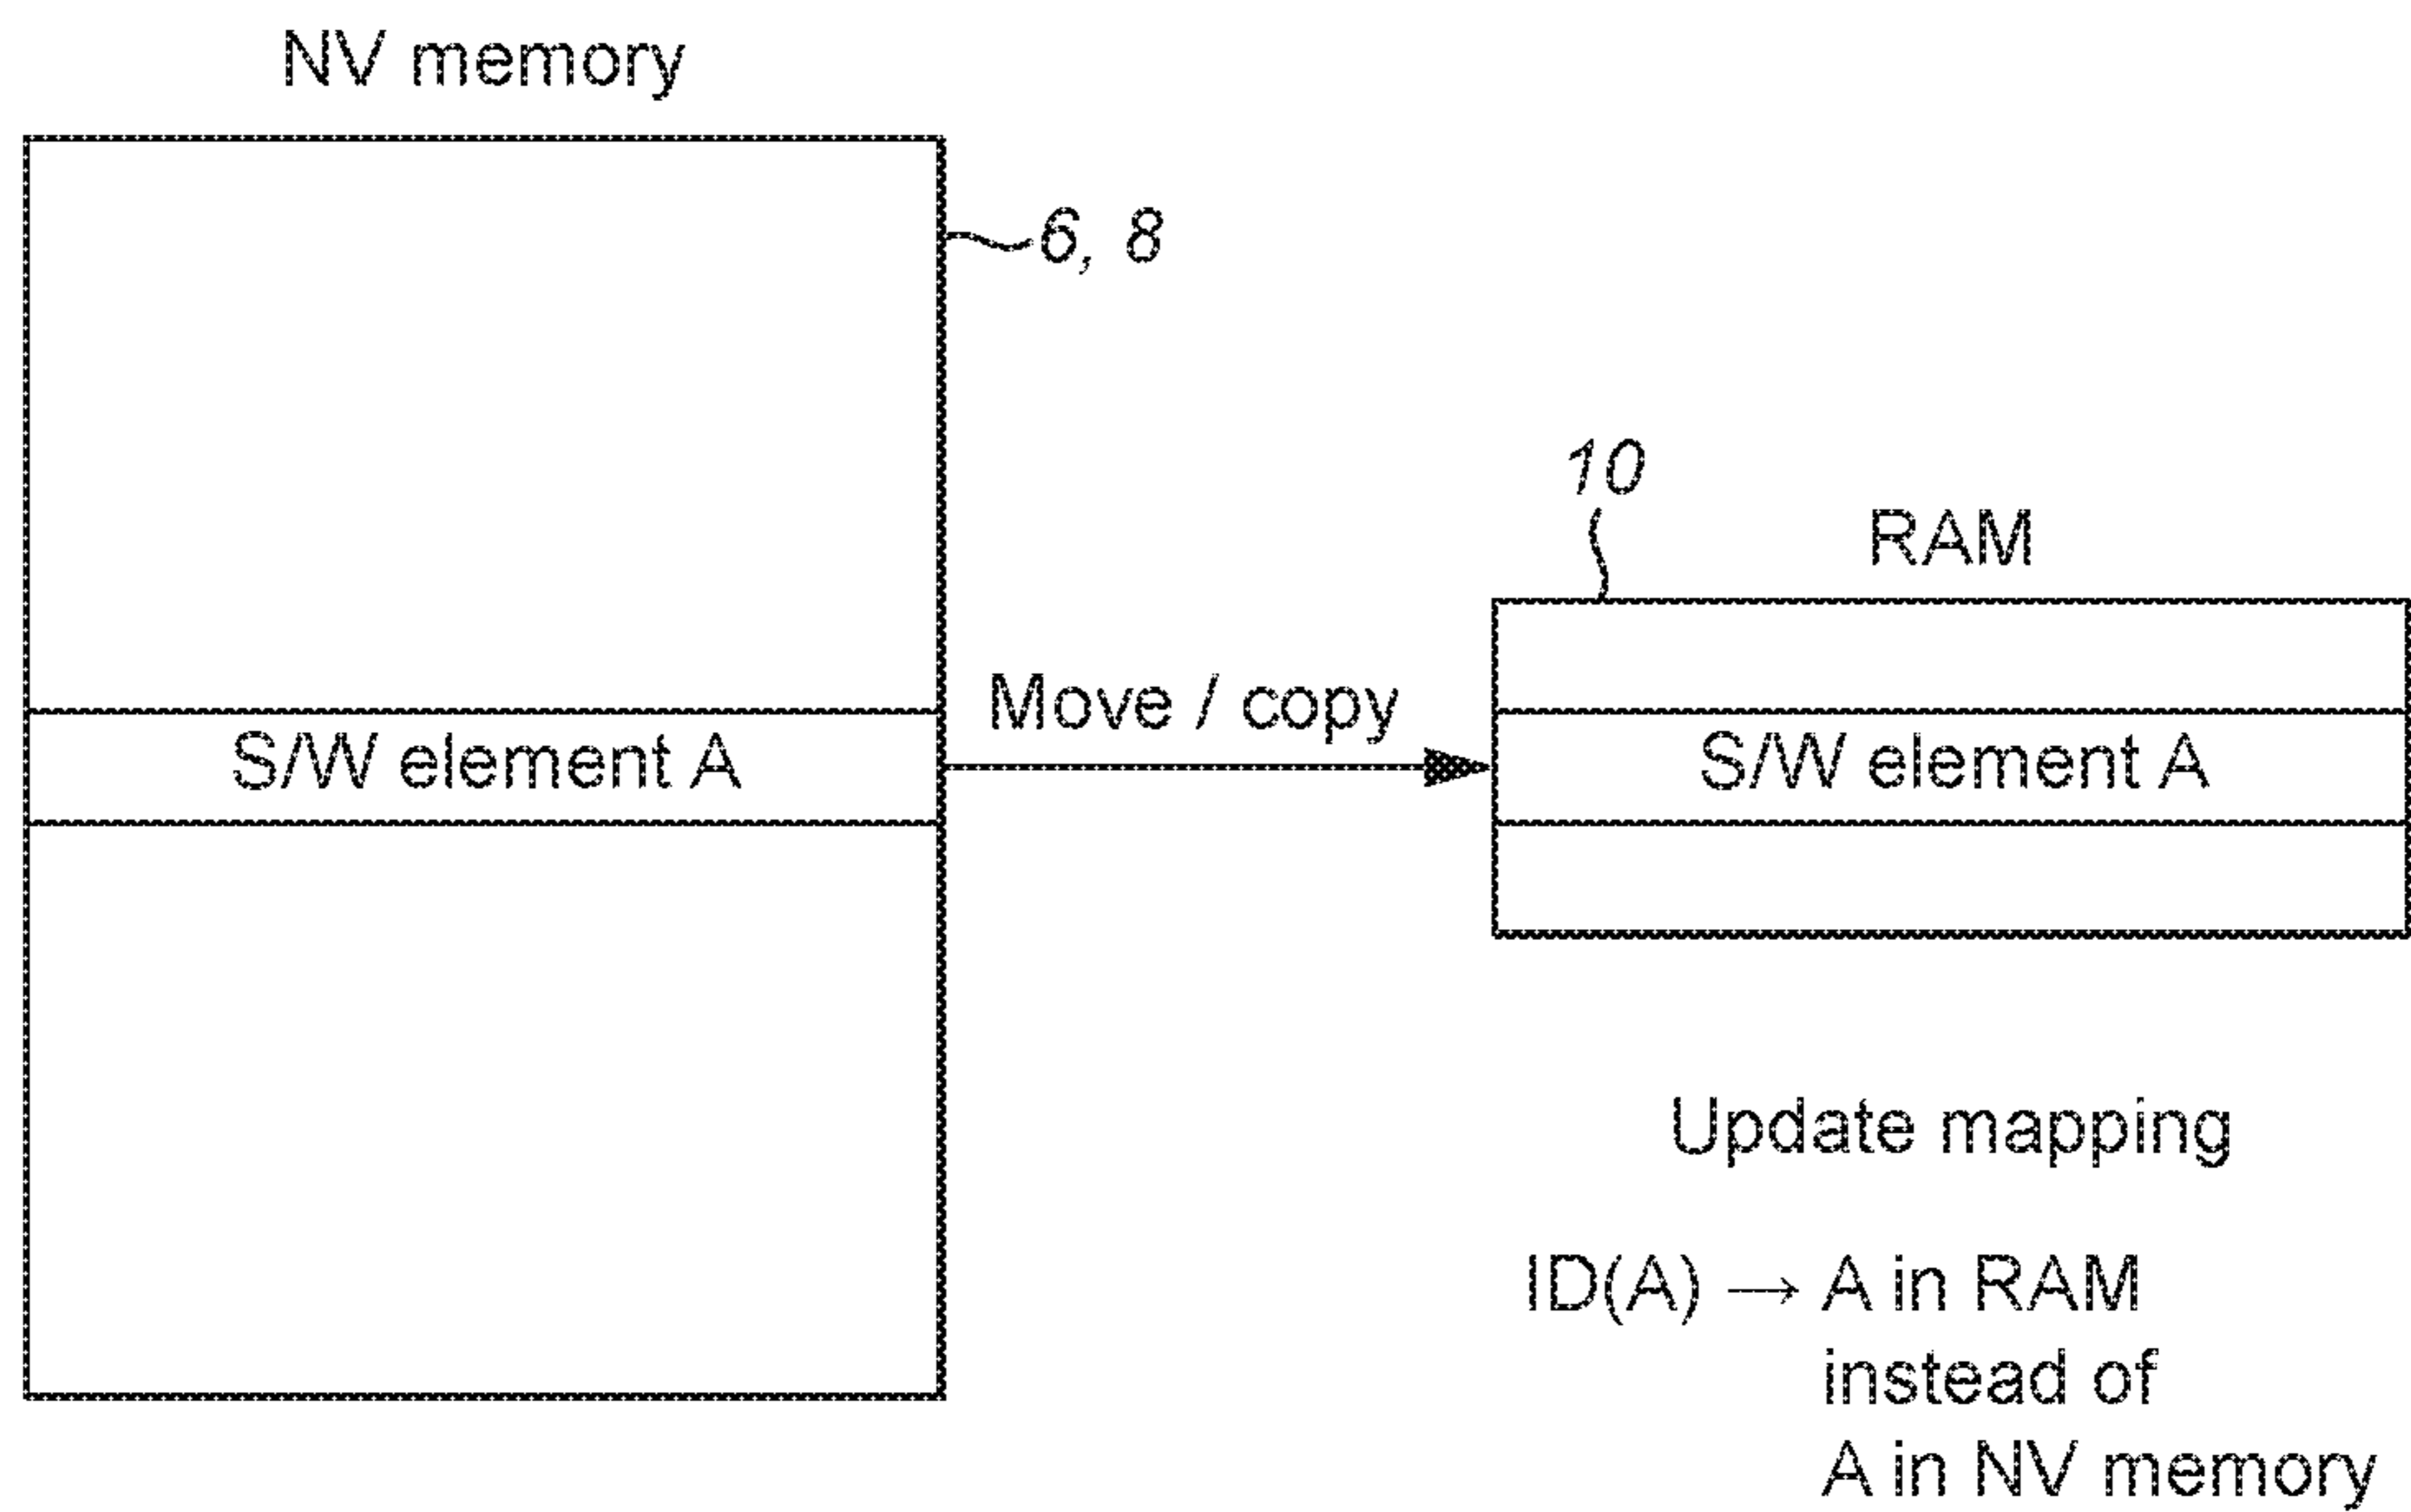 NV memory
6, 8
10
RAM
Move / copy
S/W element A
S/W element A
Update mapping
ID(A) → A in RAM
instead of
A in NV memory